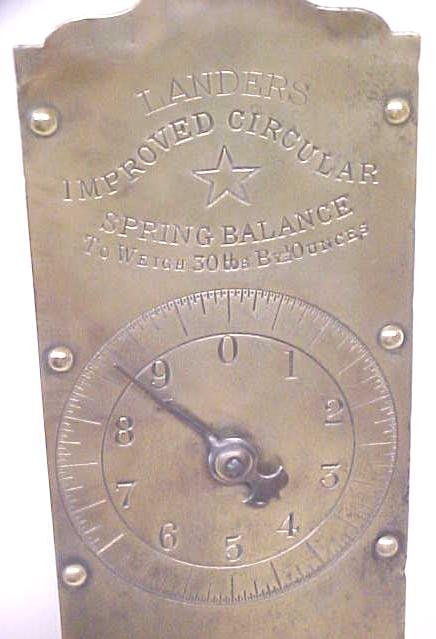 LANDERS
IMPROVED CIRCULAR
SPRING BALANCE
TO WEIGH 30 lbs BY OUNCES
0
1
2
3
4
5
6
7
8
9